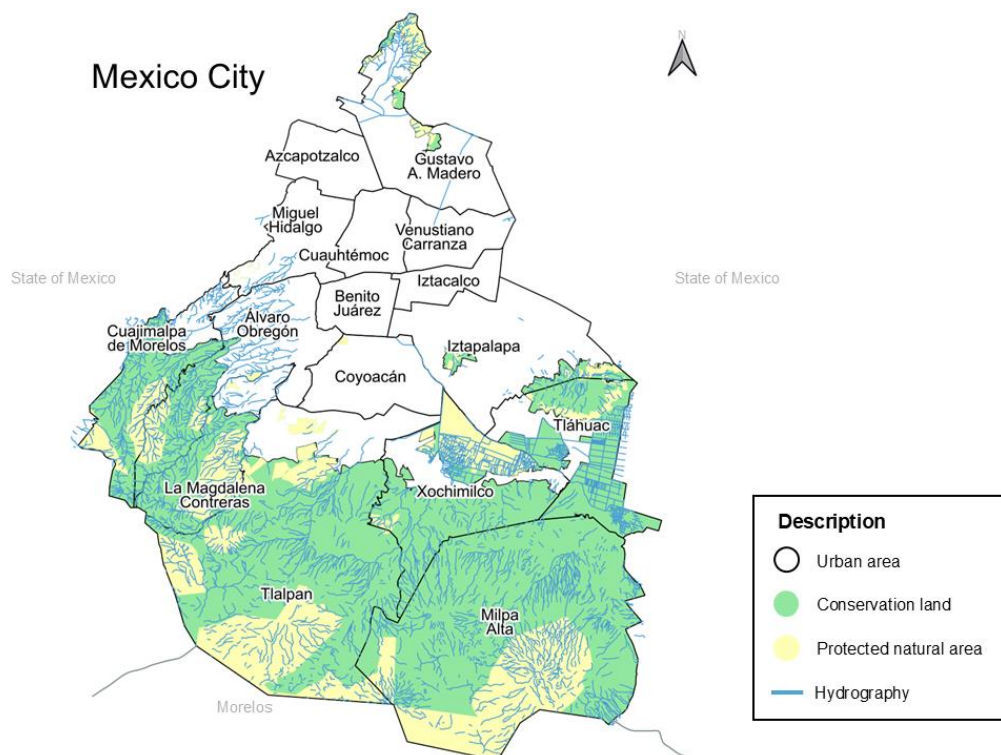 N
Mexico City
Azcapotzalco
Gustavo
A. Madero
Miguel
Hidalgo
Venustiano
Carranza
Cuauhtémoc
State of Mexico
State of Mexico
Iztacalco
Benito
Juárez
Álvaro
Obregón
Cuajimalpa
de Morelos
Iztapalapa
Coyoacán
Tláhuac
La Magdalena
Contreras
Xochimilco
Tlalpan
Milpa
Alta
Morelos
Description
Urban area
Conservation land
Protected natural area
Hydrography